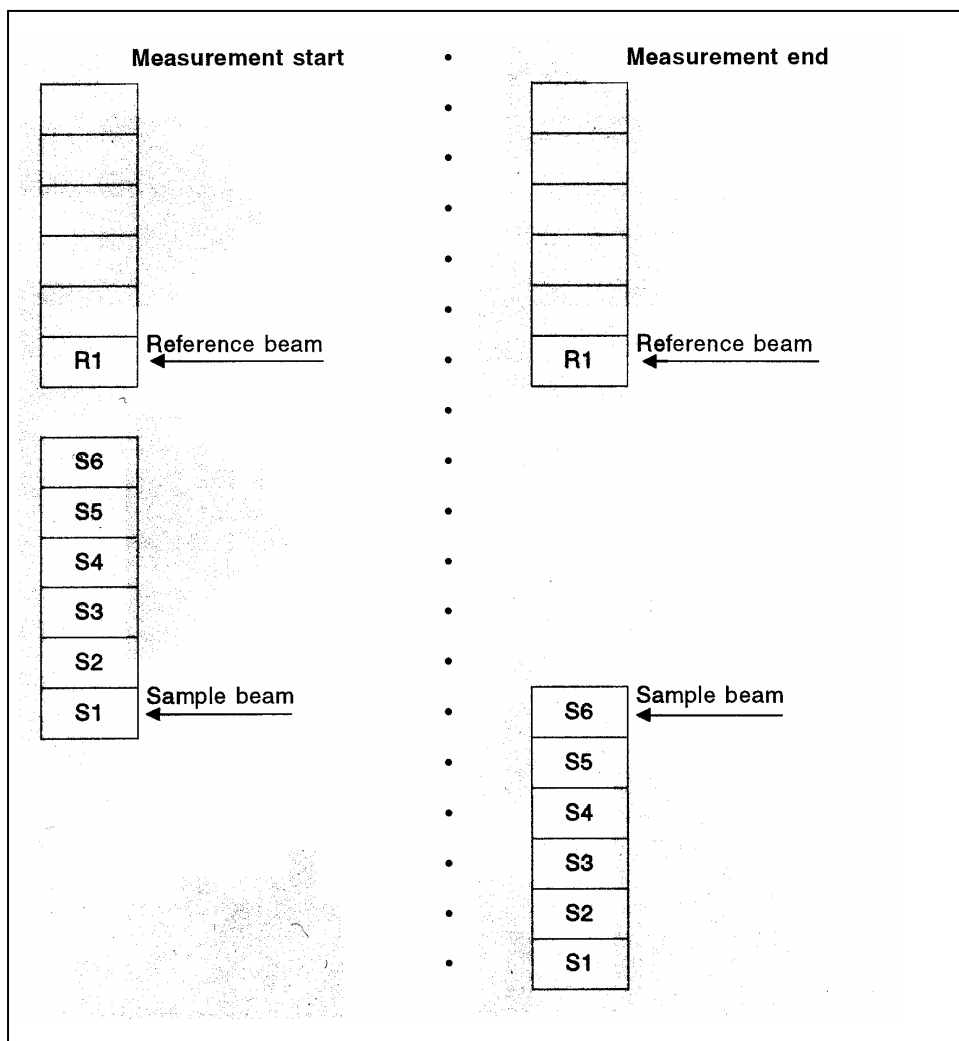 Measurement start
Reference beam
R1
S6
S5
S4
S3
S2
Sample beam
S1
Measurement end
Reference beam
R1
Sample beam
S6
S5
S4
S3
S2
S1